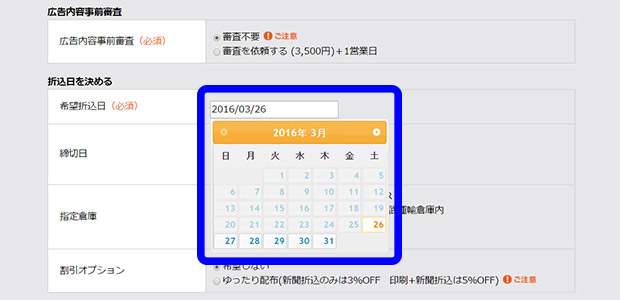 広告内容事前審査
広告内容事前審査(必須)
審査不要 ご注意
審査を依頼する (3,500円)+1営業日
折込日を決める
希望折込日(必須)
2016/03/26
2016年 3月
日 月 火 水 木 金 土
1 2 3 4 5
6 7 8 9 10 11 12
13 14 15 16 17 18 19
20 21 22 23 24 25 26
27 28 29 30 31
締切日
指定倉庫
運輸倉庫内
割引オプション
希望しない
ゆったり配布(新聞折込のみは3%OFF 印刷+新聞折込は5%OFF) ご注意